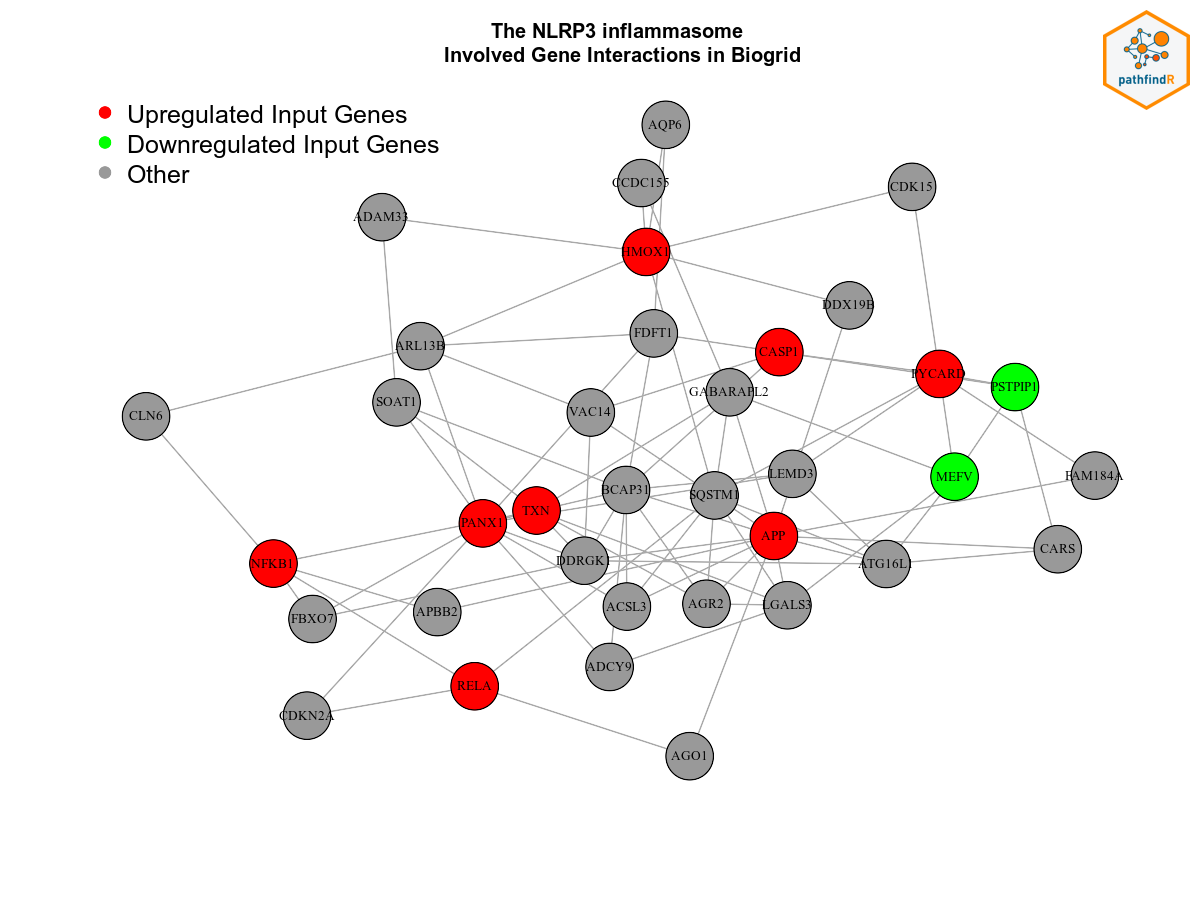 The NLRP3 inflammasome
Involved Gene Interactions in Biogrid
pathfindR
Upregulated Input Genes
Downregulated Input Genes
Other
AQP6
CCDC155
CDK15
ADAM33
HMOX1
DDX19B
FDFT1
ARL13B
CASP1
PYCARD
PSTPIP1
GABARAPL2
SOAT1
VAC14
CLN6
LEMD3
MEFV
FAM184A
BCAP31
SQSTM1
TXN
PANX1
APP
CARS
NFKB1
DDRGK1
ATG16L1
FBXO7
APBB2
ACSL3
AGR2
LGALS3
ADCY9
RELA
CDKN2A
AGO1